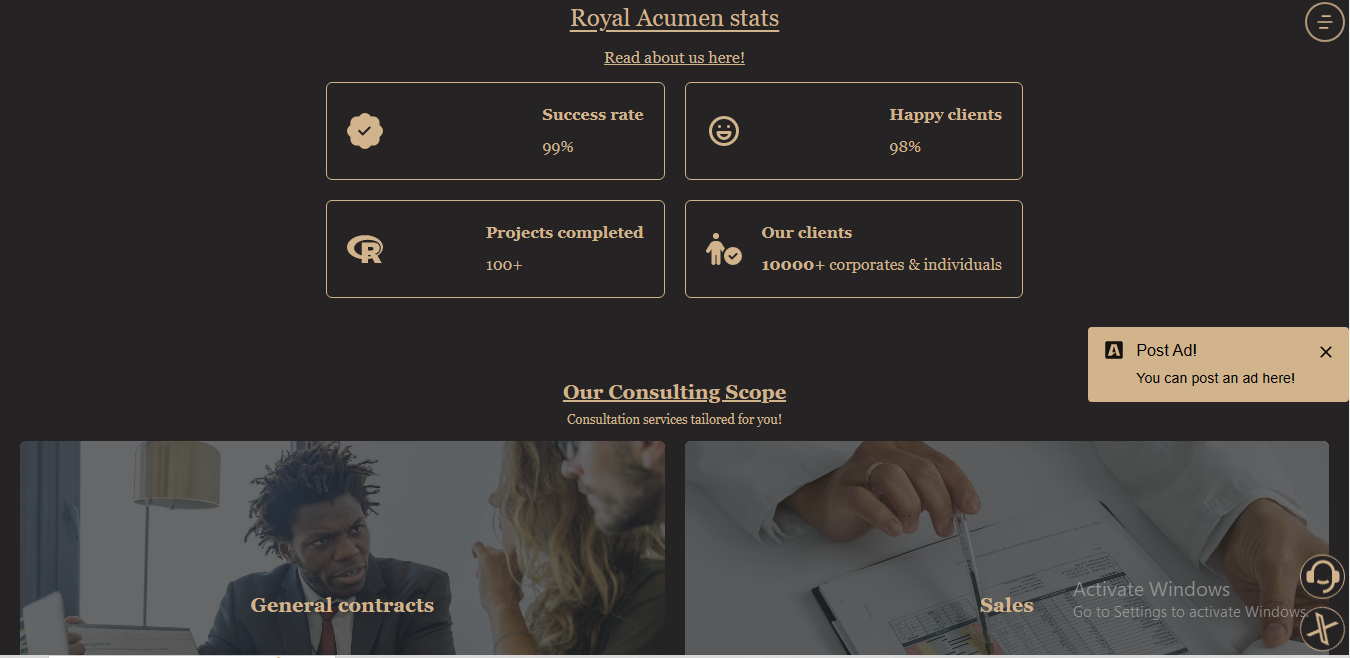 Royal Acumen stats
Read about us here!
Success rate
99%
Happy clients
98%
Projects completed
100+
Our clients
10000+ corporates & individuals
Post Ad!
You can post an ad here!
Our Consulting Scope
Consultation services tailored for you!
General contracts
Sales
Activate Windows
Go to Settings to activate Windows.